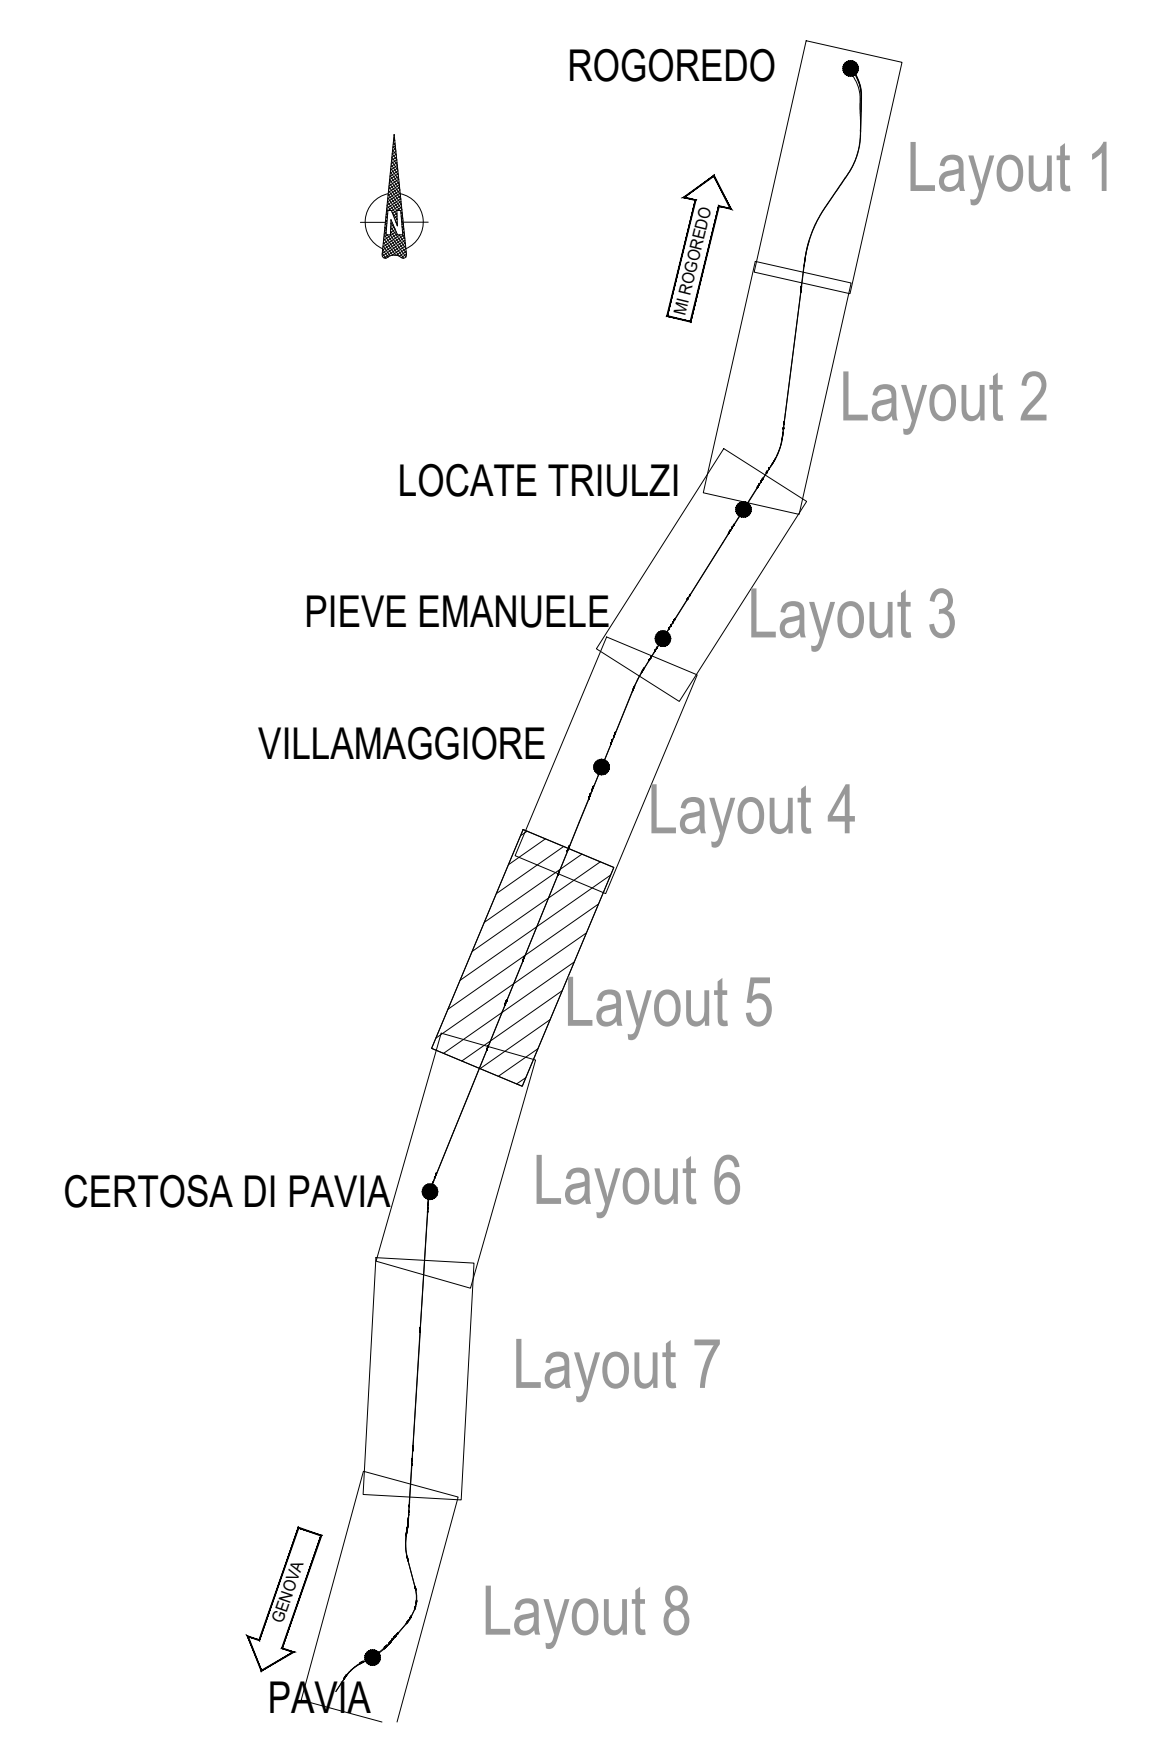 ROGOREDO
Layout 1
N
MI ROGOREDO
Layout 2
LOCATE TRIULZI
PIEVE EMANUELE
Layout 3
VILLAMAGGIORE
Layout 4
Layout 5
CERTOSA DI PAVIA
Layout 6
Layout 7
GENOVA
Layout 8
PAVIA